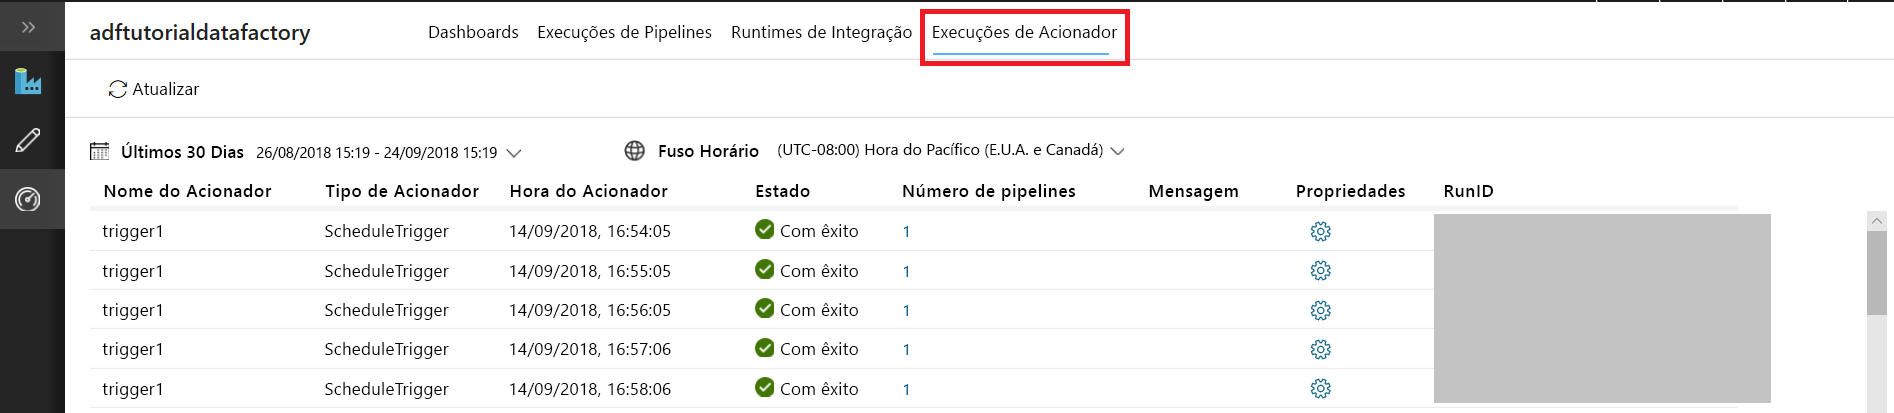 adftutorialdatafactory Dashboards Execuções de Pipelines Runtimes de Integração Execuções de Acionador
Atualizar
Últimos 30 Dias 26/08/2018 15:19 - 24/09/2018 15:19 Fuso Horário (UTC-08:00) Hora do Pacífico (E.U.A. e Canadá)
Nome do Acionador Tipo de Acionador Hora do Acionador Estado Número de pipelines Mensagem Propriedades RunID
trigger1 ScheduleTrigger 14/09/2018, 16:54:05 Com êxito 1
trigger1 ScheduleTrigger 14/09/2018, 16:55:05 Com êxito 1
trigger1 ScheduleTrigger 14/09/2018, 16:56:05 Com êxito 1
trigger1 ScheduleTrigger 14/09/2018, 16:57:06 Com êxito 1
trigger1 ScheduleTrigger 14/09/2018, 16:58:06 Com êxito 1